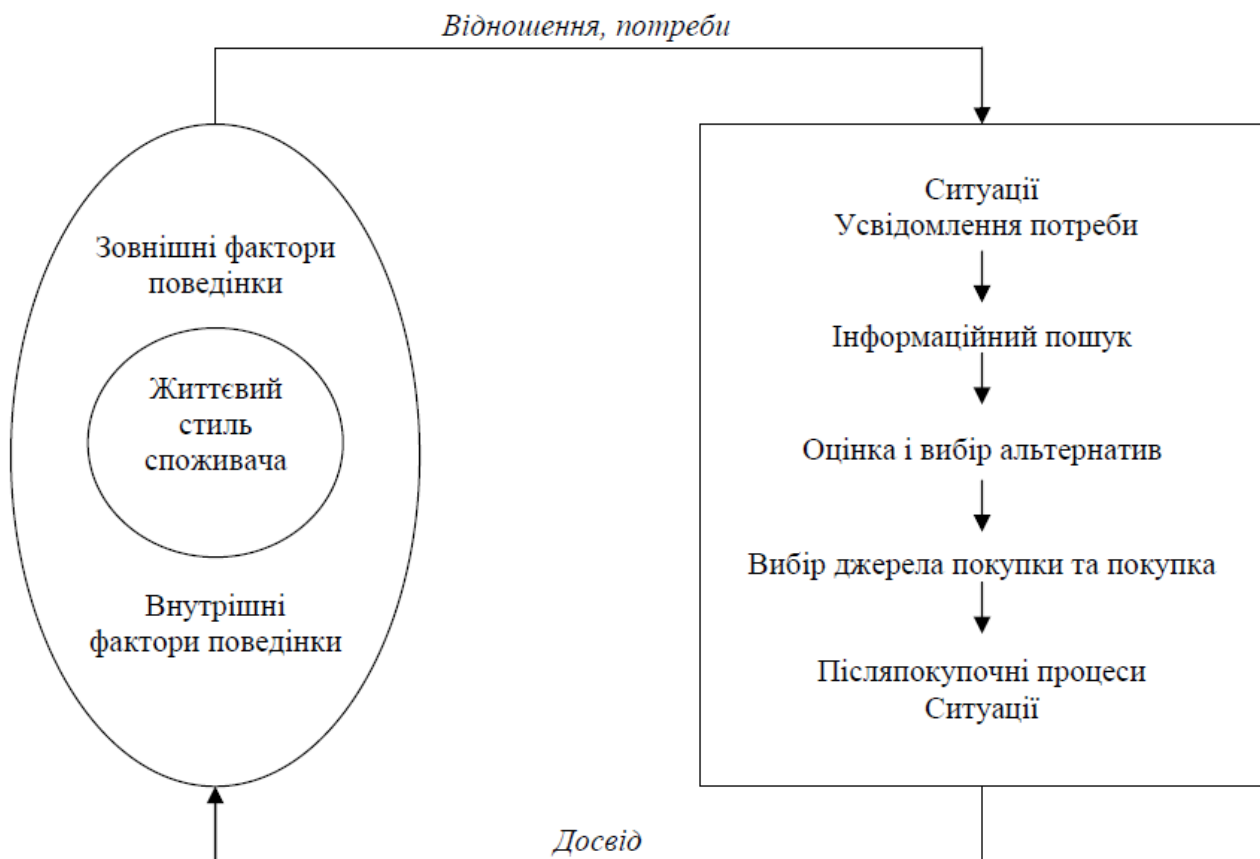 Відношення, потреби
Зовнішні фактори
поведінки
Життєвий
стиль
споживача
Внутрішні
фактори поведінки
Ситуації
Усвідомлення потреби
Інформаційний пошук
Оцінка і вибір альтернатив
Вибір джерела покупки та покупка
Післяпокупочні процеси
Ситуації
Досвід